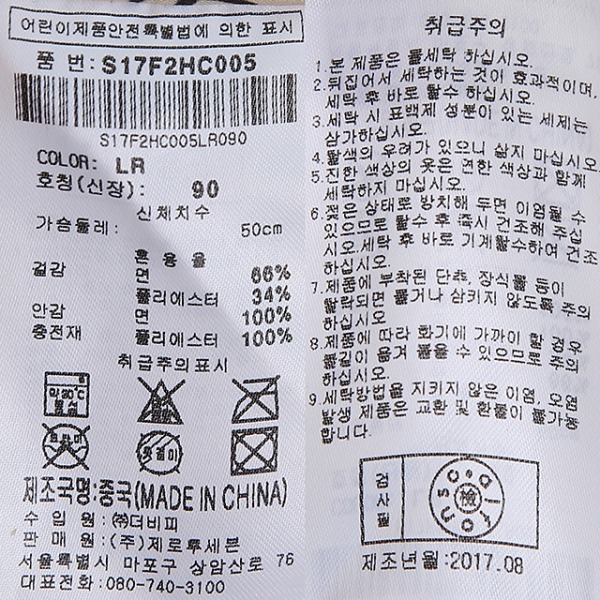 어린이제품안전특별법에 의한 표시
품 번: S17F2HC005
S17F2HC005LR090
COLOR: LR
호칭(신장): 90
신체치수
가슴둘레: 50cm
혼용율
겉감 면 66%
폴리에스터 34%
안감 면 100%
충전재 폴리에스터 100%
취급주의표시
약30℃
중성
드라이
옷걸이
제조국명:중국(MADE IN CHINA)
수 입 원: ㈜더비피
판 매 원: (주)제로투세븐
서울특별시 마포구 상암산로 76
대표전화: 080-740-3100
취급주의
1.본 제품은 물세탁 하십시오.
2.뒤집어서 세탁하는 것이 효과적이며,
세탁 후 바로 탈수 하십시오.
3.세탁 시 표백제 성분이 있는 세제는
삼가하십시오.
4.탈색의 우려가 있으니 삶지 마십시오.
5.진한 색상의 옷은 연한 색상과 함께
세탁하지 마십시오.
6.젖은 상태로 방치해 두면 이염될 수
있으므로 탈수 후 즉시 건조해 주십
시오.세탁 후 바로 기계탈수하여 건조
하십시오.
7.제품에 부착된 단추, 장식물 등이
탈락되면 물거나 삼키지 않도록 주의
하십시오
8.제품에 따라 화기에 가까이 할 경우
불길이 옮겨 붙을 수 있으므로 주의
하십시오.
9.세탁방법을 지키지 않은 이염, 오염
발생 제품은 교환 및 환불이 불가능
합니다.
검사필
檢
제조년월:2017.08